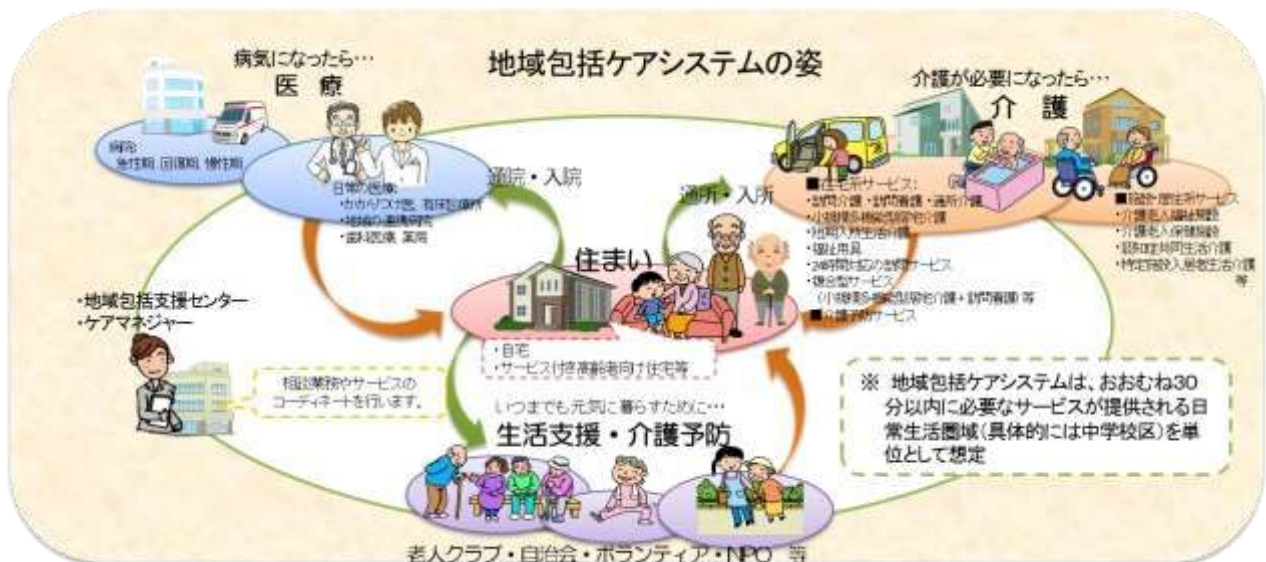 地域包括ケアシステムの姿
病気になったら…
医 療
病院:
急性期、回復期、慢性期
日常の医療:
・かかりつけ医、有床診療所
・地域の連携病院
・歯科医療、薬局
通院・入院
通所・入所
介護が必要になったら…
介 護
■在宅系サービス:
・訪問介護・訪問看護・通所介護
・小規模多機能型居宅介護
・短期入所生活介護
・福祉用具
・24時間対応の訪問サービス
・複合型サービス
(小規模多機能型居宅介護+訪問看護)等
■介護予防サービス
■施設・居住系サービス
・介護老人福祉施設
・介護老人保健施設
・認知症共同生活介護
・特定施設入居者生活介護
等
住まい
・自宅
・サービス付き高齢者向け住宅等
・地域包括支援センター
・ケアマネジャー
相談業務やサービスの
コーディネートを行います。
いつまでも元気に暮らすために…
生活支援・介護予防
老人クラブ・自治会・ボランティア・NPO 等
※ 地域包括ケアシステムは、おおむね30
分以内に必要なサービスが提供される日
常生活圏域(具体的には中学校区)を単
位として想定